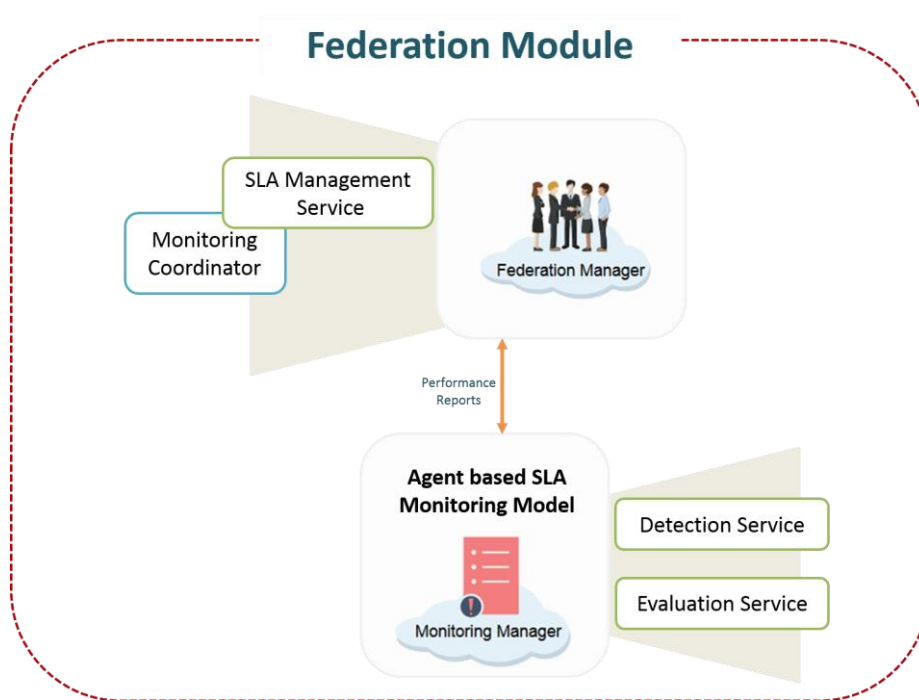 Federation Module
SLA Management
Service
Monitoring
Coordinator
Federation Manager
Performance
Reports
Agent based SLA
Monitoring Model
Monitoring Manager
Detection Service
Evaluation Service